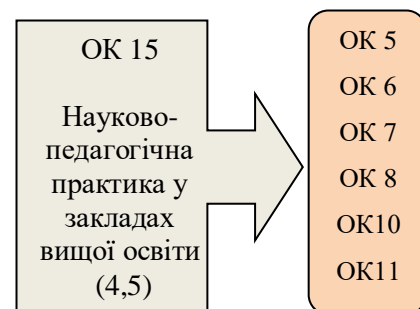 ОК 15
Науково-
педагогічна
практика у
закладах
вищої освіти
(4,5)
ОК 5
ОК 6
ОК 7
ОК 8
ОК10
ОК11